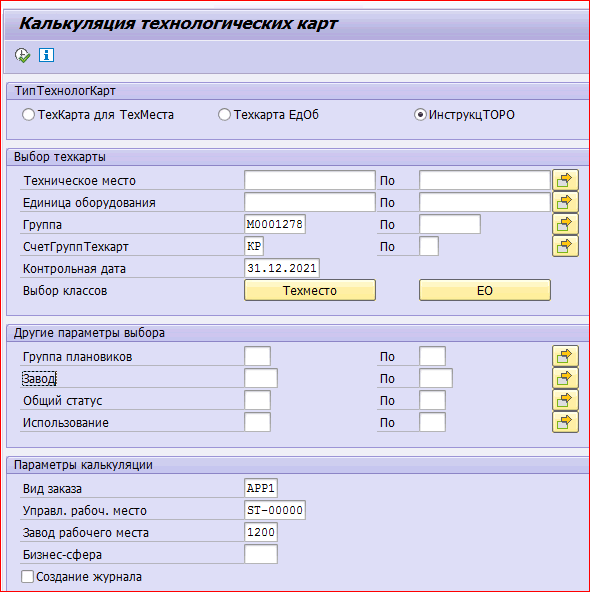 Калькуляция технологических карт
ТипТехнологКарт
ТехКарта для ТехМеста Техкарта ЕдОб ИнструкцТОРО
Выбор техкарты
Техническое место По
Единица оборудования По
Группа M0001278 По
СчетГруппТехкарт КР По
Контрольная дата 31.12.2021
Выбор классов Техместо ЕО
Другие параметры выбора
Группа плановиков По
Завод По
Общий статус По
Использование По
Параметры калькуляции
Вид заказа APP1
Управл. рабоч. место ST-00000
Завод рабочего места 1200
Бизнес-сфера
Создание журнала